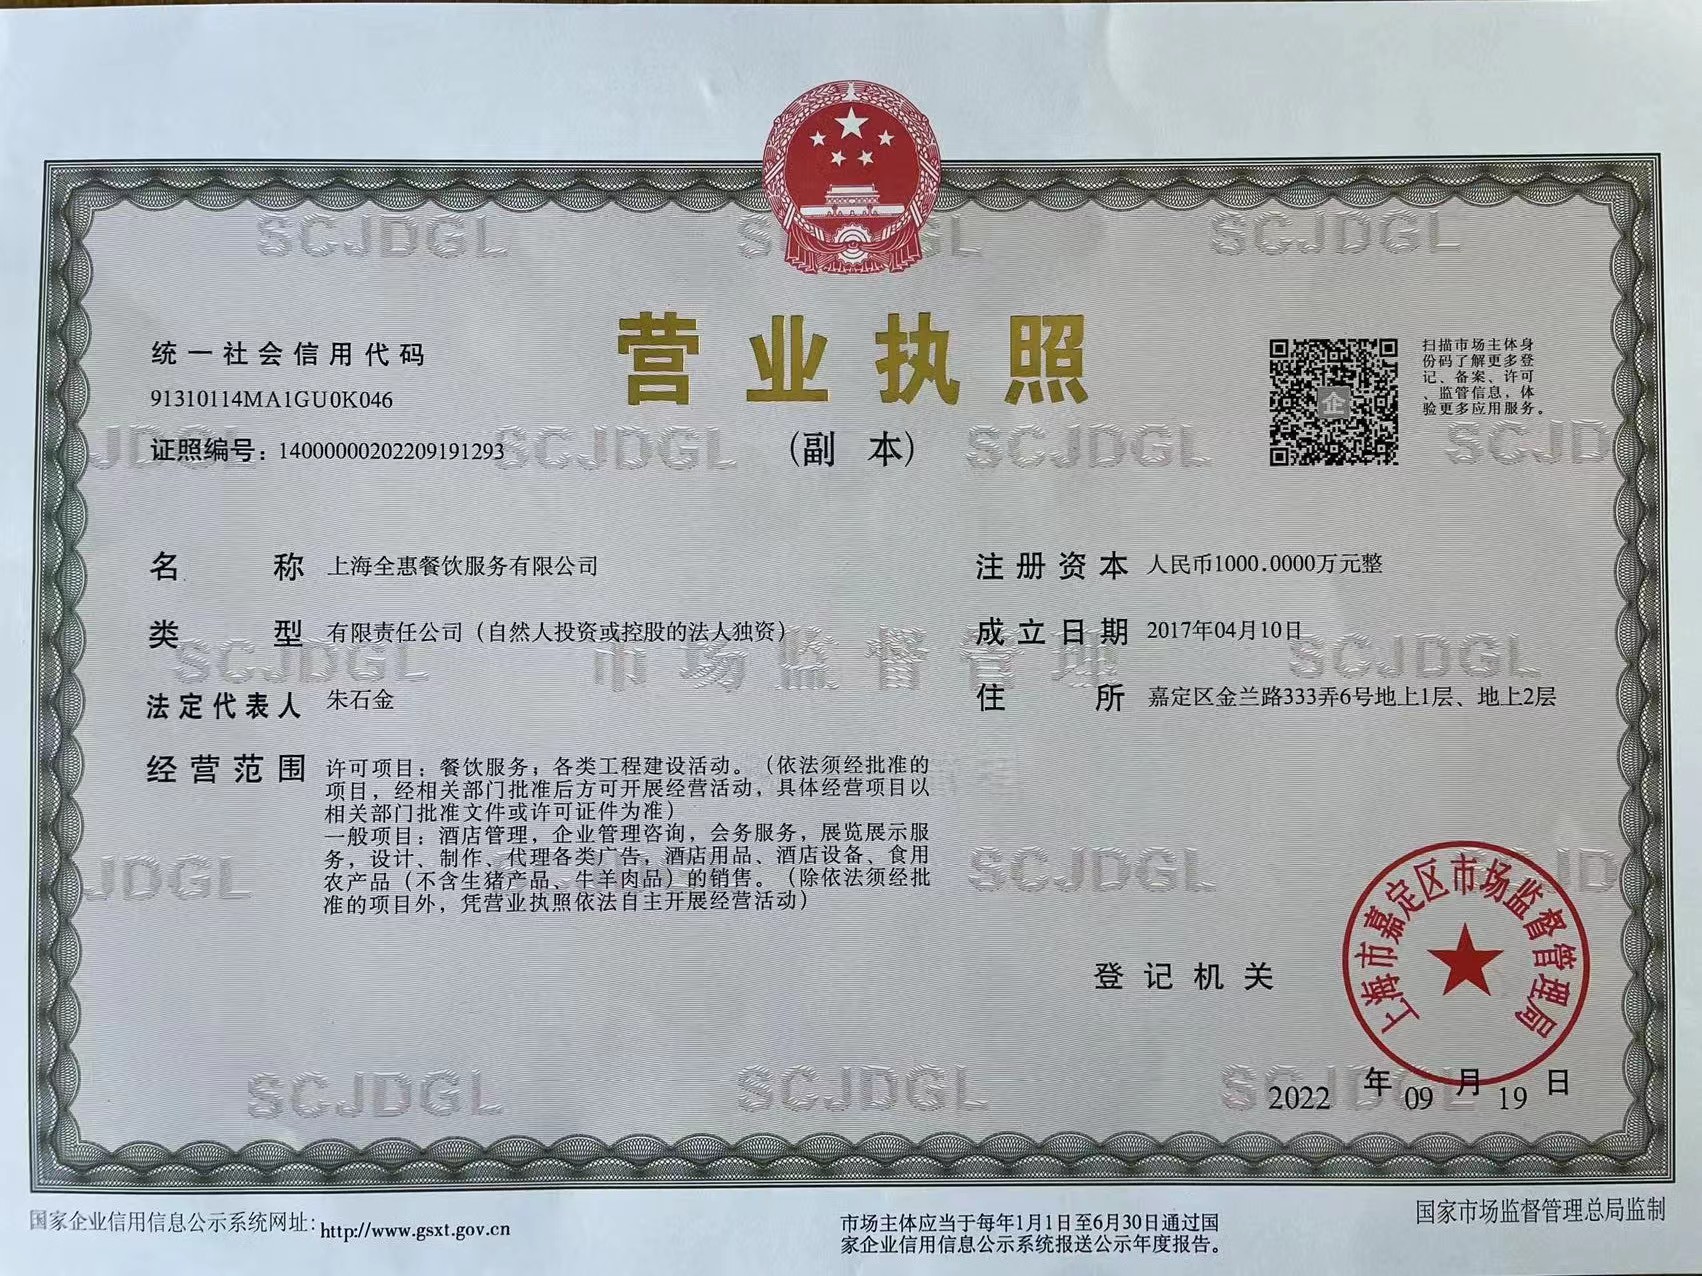 营业执照
(副 本)
统一社会信用代码
91310114MA1GU0K046
证照编号：14000000202209191293
扫描市场主体身
份码了解更多登
记、备案、许可
、监管信息，体
验更多应用服务。
名称 上海全惠餐饮服务有限公司
类型 有限责任公司（自然人投资或控股的法人独资）
法定代表人 朱石金
经营范围 许可项目：餐饮服务；各类工程建设活动。（依法须经批准的
项目，经相关部门批准后方可开展经营活动，具体经营项目以
相关部门批准文件或许可证件为准）
一般项目：酒店管理，企业管理咨询，会务服务，展览展示服
务，设计、制作、代理各类广告，酒店用品、酒店设备、食用
农产品（不含生猪产品、牛羊肉品）的销售。（除依法须经批
准的项目外，凭营业执照依法自主开展经营活动）
注册资本 人民币1000.0000万元整
成立日期 2017年04月10日
住所 嘉定区金兰路333弄6号地上1层、地上2层
登记机关
上海市嘉定区市场监督管理局
2022 年 09 月 19 日
国家企业信用信息公示系统网址：http://www.gsxt.gov.cn
市场主体应当于每年1月1日至6月30日通过国
家企业信用信息公示系统报送公示年度报告。
国家市场监督管理总局监制
SCJDGL
市场监督管理
企